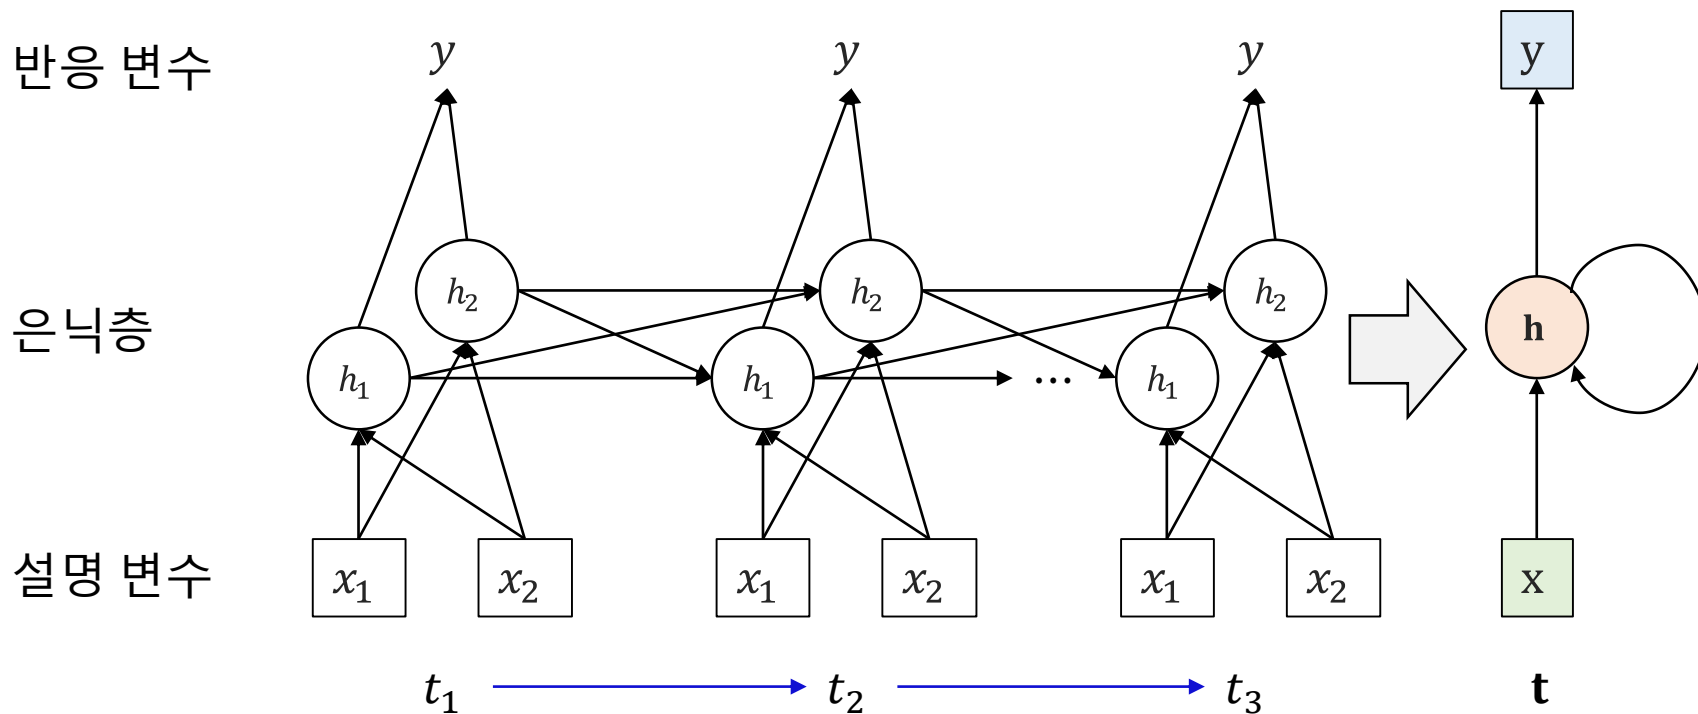 반응 변수 y y y y
은닉층 h₂ h₂ h₂
h₁ h₁ ... h₁ h
설명 변수 x₁ x₂ x₁ x₂ x₁ x₂ x
t₁ t₂ t₃ t